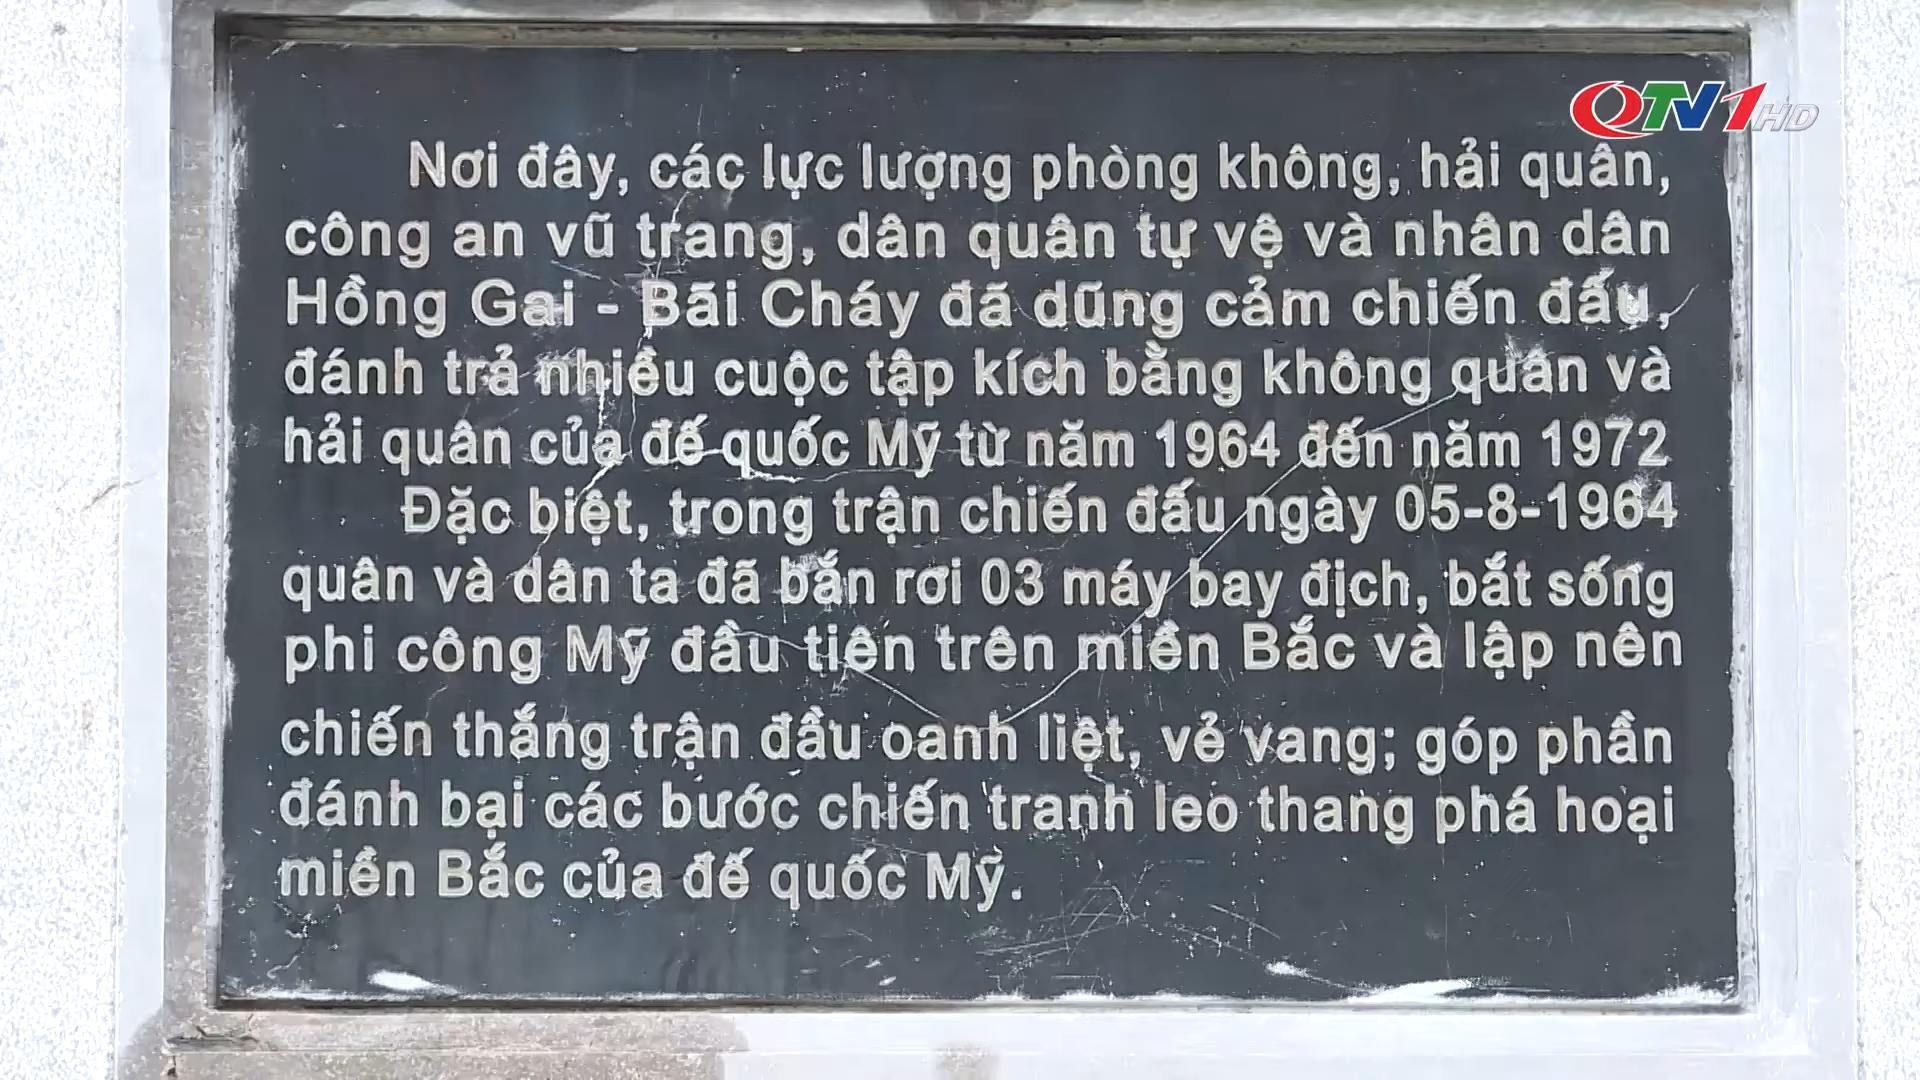 QTV1 HD
Nơi đây, các lực lượng phòng không, hải quân,
công an vũ trang, dân quân tự vệ và nhân dân
Hồng Gai - Bãi Cháy đã dũng cảm chiến đấu,
đánh trả nhiều cuộc tập kích bằng không quân và
hải quân của đế quốc Mỹ từ năm 1964 đến năm 1972
Đặc biệt, trong trận chiến đấu ngày 05-8-1964
quân và dân ta đã bắn rơi 03 máy bay địch, bắt sống
phi công Mỹ đầu tiên trên miền Bắc và lập nên
chiến thắng trận đầu oanh liệt, vẻ vang; góp phần
đánh bại các bước chiến tranh leo thang phá hoại
miền Bắc của đế quốc Mỹ.